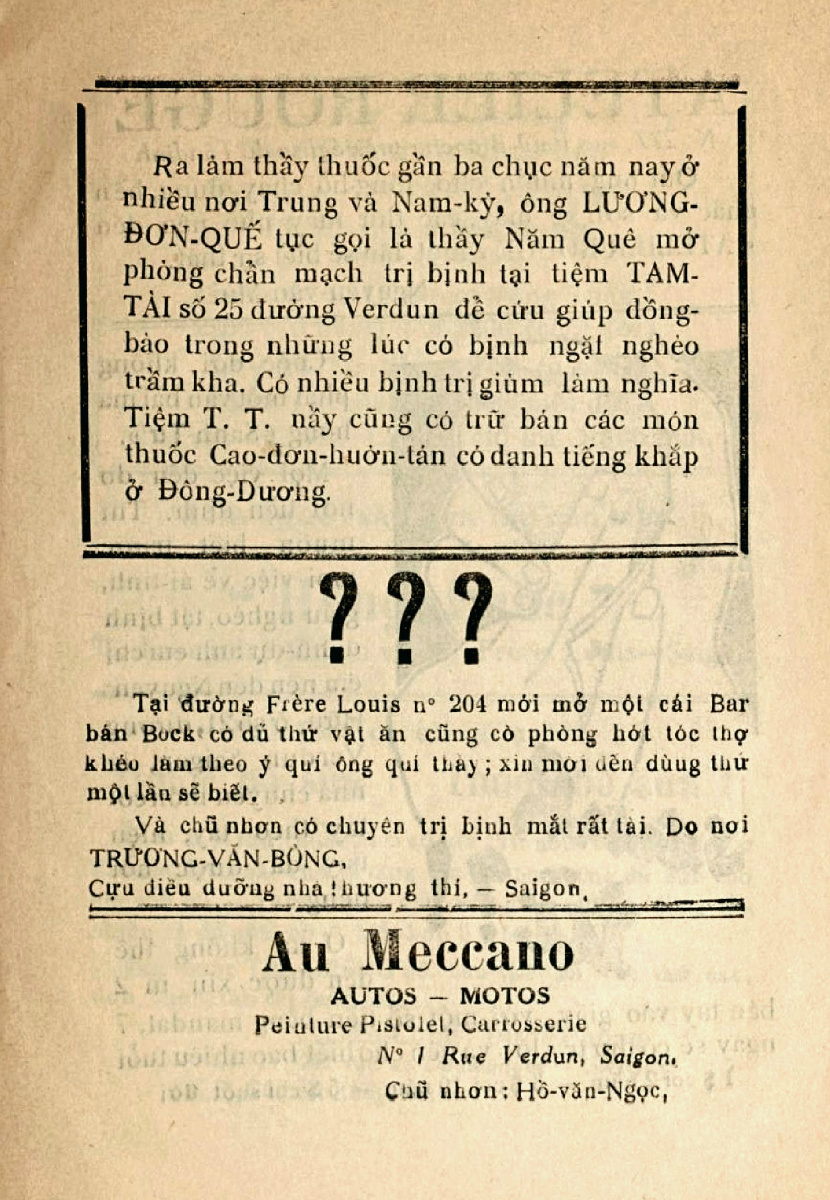 Ra làm thầy thuốc gần ba chục năm nay ở
nhiều nơi Trung và Nam-kỳ, ông LƯƠNG-
ĐƠN-QUẾ tục gọi là thầy Năm Quê mở
phòng chẩn mạch trị bịnh tại tiệm TAM-
TÀI số 25 đường Verdun dề cứu giúp đồng-
bào trong những lúc có bịnh ngặt nghèo
trầm kha. Có nhiều bịnh trị giùm làm nghĩa.
Tiệm T. T. nầy cũng có trữ bán các món
thuốc Cao-đơn-huờn-tán có danh tiếng khắp
ở Đông-Dương.
? ? ?
Tại đường Frère Louis nº 204 mới mở một cái Bar
bán Bock có đủ thứ vật ăn cũng có phòng hớt tóc thợ
khéo làm theo ý quí ông quí thầy ; xin mời đến dùng thử
một lần sẽ biết.
Và chũ nhơn có chuyên trị bịnh mắt rất tài. Do nơi
TRƯƠNG-VĂN-BÔNG,
Cựu điều dưỡng nhà thương thí, — Saigon,
Au Meccano
AUTOS — MOTOS
Peinture Pistolet, Carrosserie
Nº 1 Rue Verdun, Saigon,
Chũ nhơn : Hồ-văn-Ngọc,